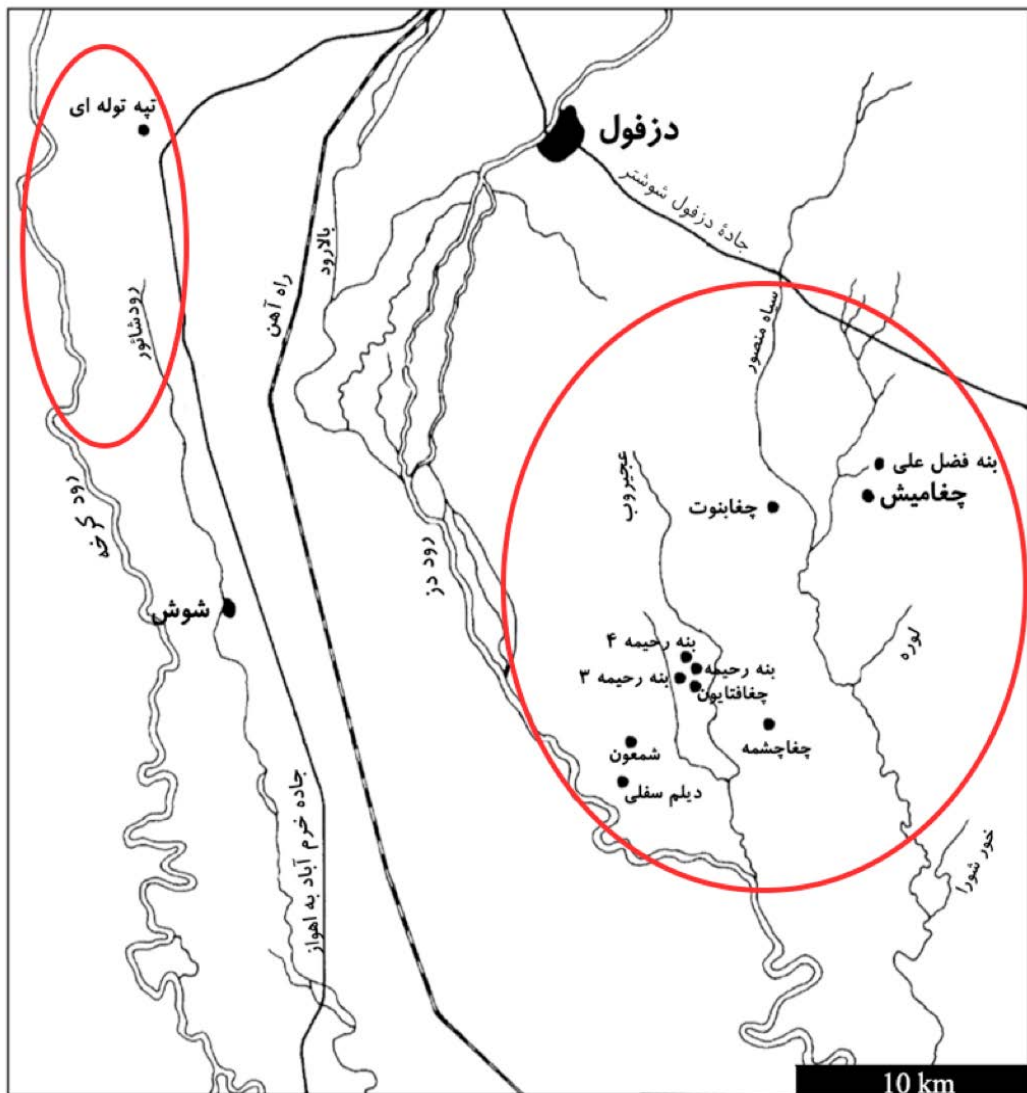 تپه توله ای
دزفول
جادۀ دزفول شوشتر
بالارود
راه آهن
رودشائور
سیاه منصور
عجیروب
بنه فضل علی
چغامیش
چغابنوت
رود کرخه
رود دز
شوش
لوره
بنه رحیمه ۴
بنه رحیمه
بنه رحیمه ۳
چغافتایون
چغاچشمه
شمعون
دیلم سفلی
خور شورا
جاده خرم آباد به اهواز
10 km